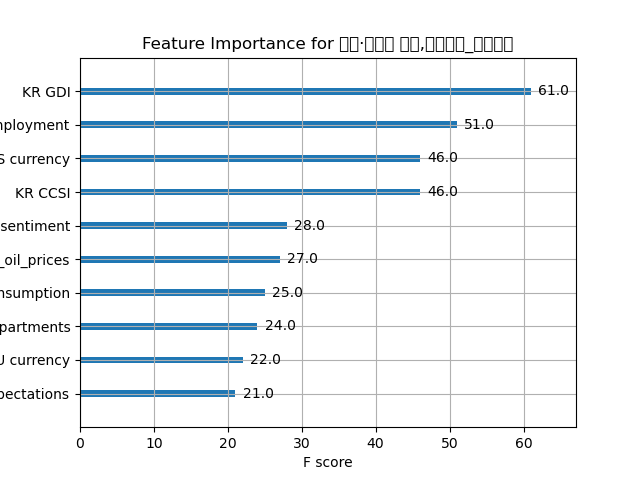 Feature Importance for · ,_
KR GDI
61.0
mployment
51.0
S currency
46.0
KR CCSI
46.0
sentiment
28.0
_oil_prices
27.0
nsumption
25.0
partments
24.0
U currency
22.0
pectations
21.0
0 10 20 30 40 50 60
F score